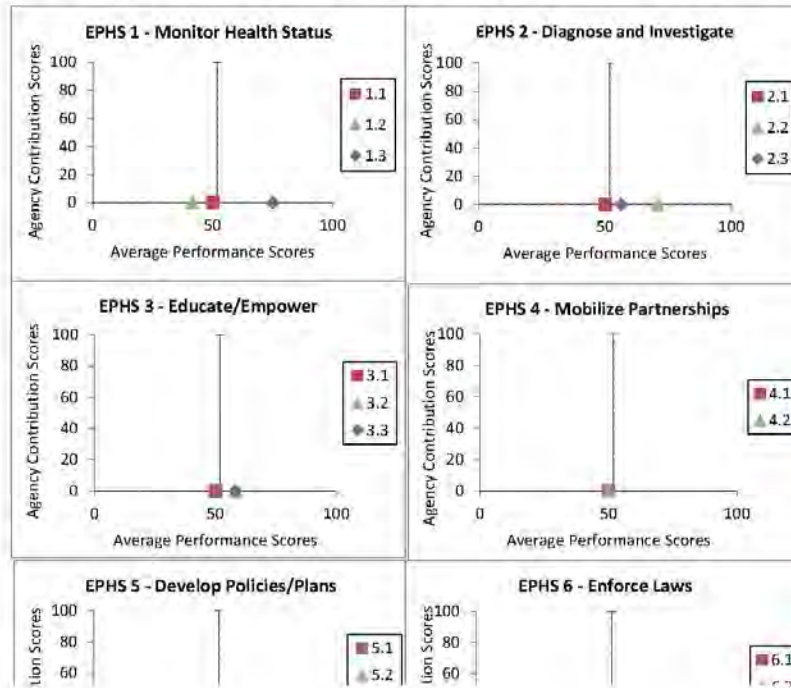 EPHS 1 - Monitor Health Status
Agency Contribution Scores
100
80
60
40
20
0
0 50 100
Average Performance Scores
1.1
1.2
1.3
EPHS 2 - Diagnose and Investigate
Agency Contribution Scores
100
80
60
40
20
0
0 50 100
Average Performance Scores
2.1
2.2
2.3
EPHS 3 - Educate/Empower
Agency Contribution Scores
100
80
60
40
20
0
0 50 100
Average Performance Scores
3.1
3.2
3.3
EPHS 4 - Mobilize Partnerships
Agency Contribution Scores
100
80
60
40
20
0
0 50 100
Average Performance Scores
4.1
4.2
EPHS 5 - Develop Policies/Plans
Scores
100
80
60
5.1
5.2
EPHS 6 - Enforce Laws
Scores
100
80
60
6.1